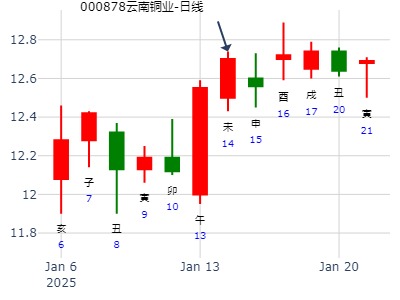 000878云南铜业-日线
12.8
12.6
12.4
12.2
12
11.8
亥
6
子
7
丑
8
寅
9
卯
10
午
13
未
14
申
15
酉
16
戌
17
丑
20
寅
21
Jan 6
2025
Jan 13
Jan 20